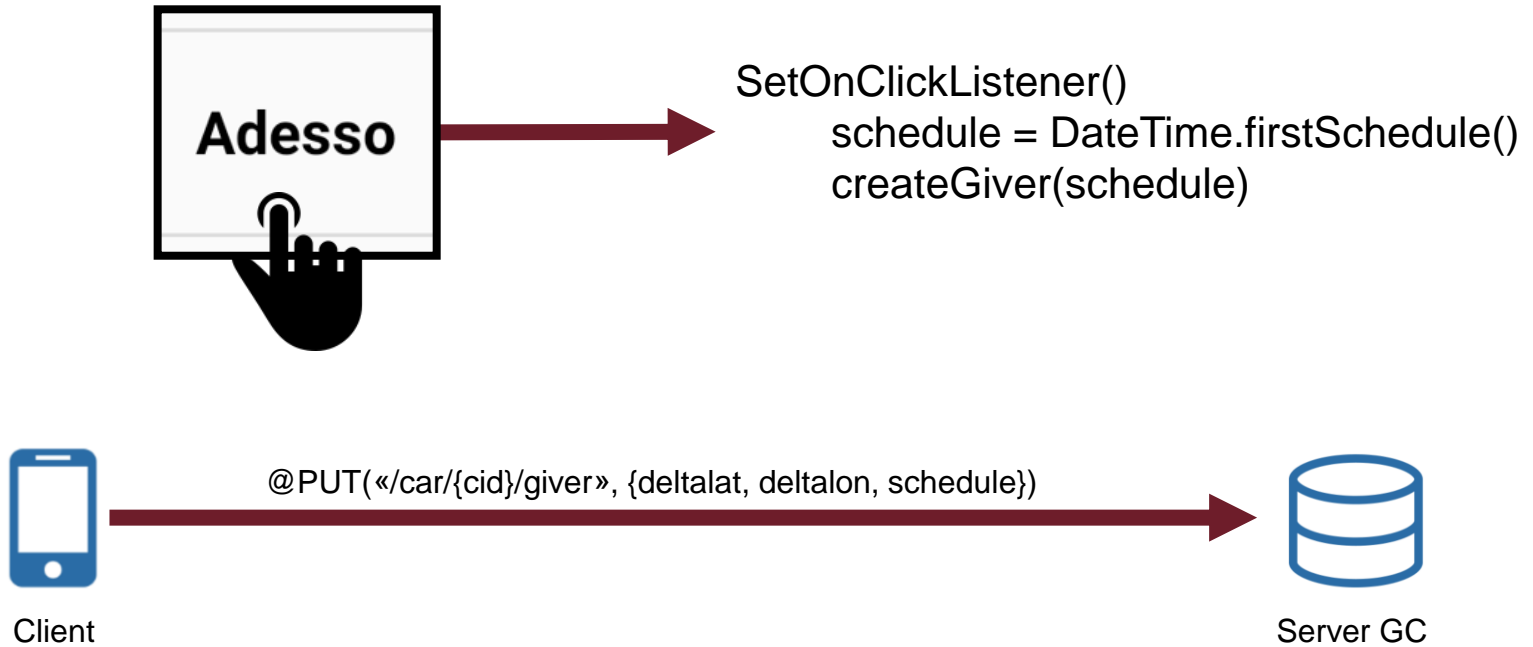 Adesso
SetOnClickListener()
schedule = DateTime.firstSchedule()
createGiver(schedule)
@PUT(«/car/{cid}/giver», {deltalat, deltalon, schedule})
Client
Server GC